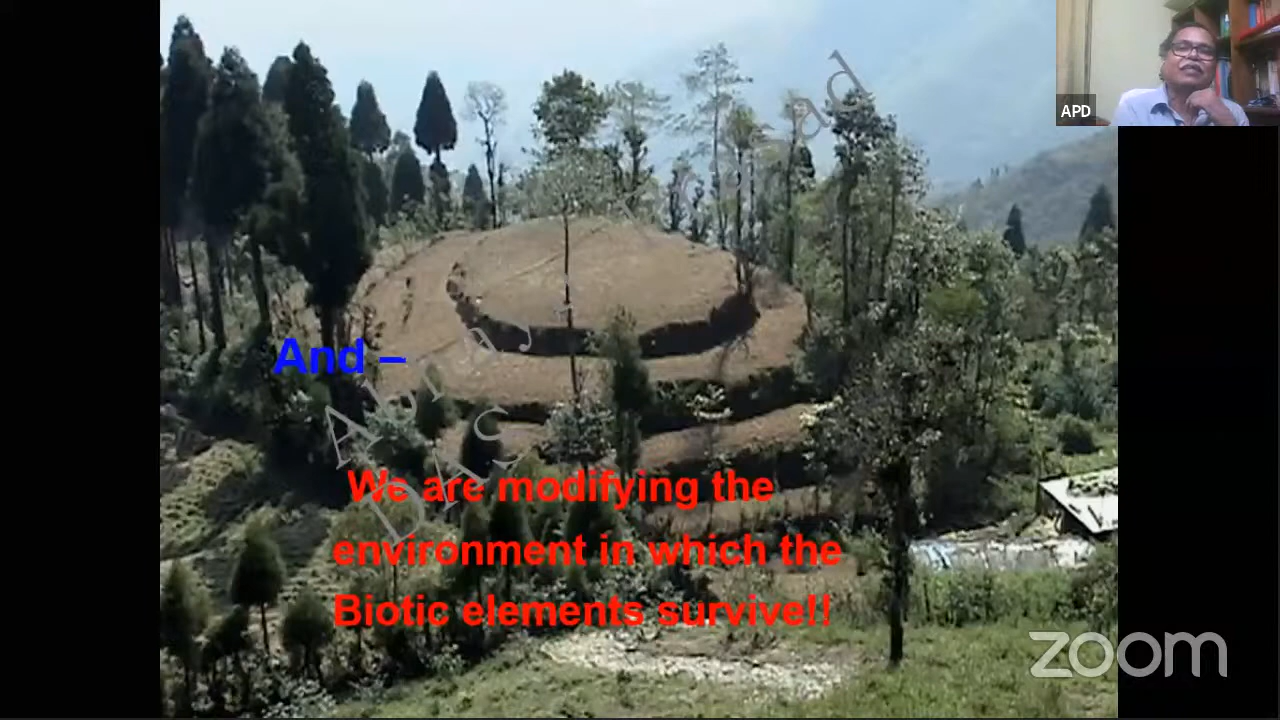 APD
And –
We are modifying the
environment in which the
Biotic elements survive!!
zoom